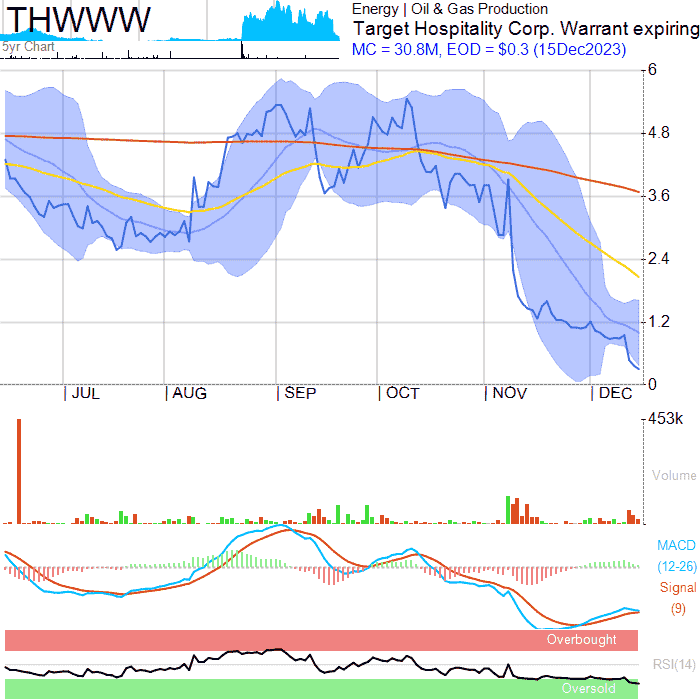 THWWW
5yr Chart
Energy | Oil & Gas Production
Target Hospitality Corp. Warrant expiring
MC = 30.8M, EOD = $0.3 (15Dec2023)
6
4.8
3.6
2.4
1.2
0
| JUL | AUG | SEP | OCT | NOV | DEC
453k
Volume
MACD
(12-26)
Signal
(9)
Overbought
RSI(14)
Oversold